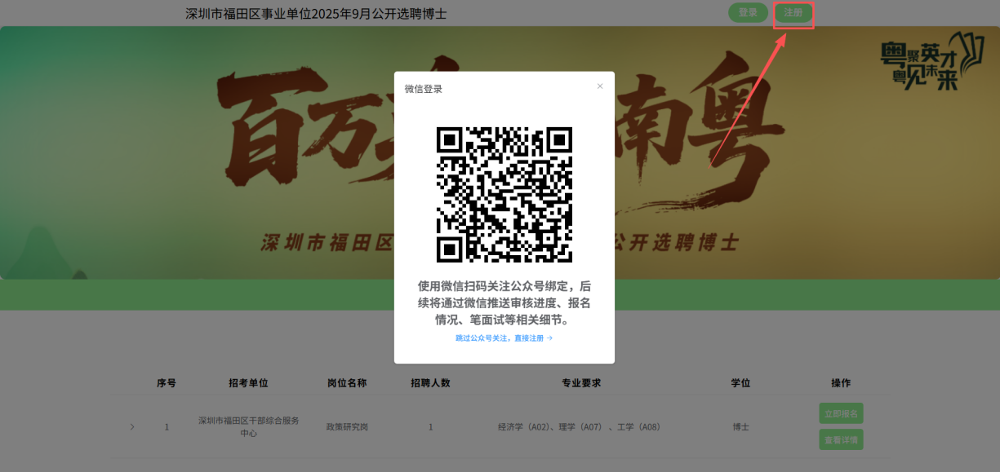 深圳市福田区事业单位2025年9月公开选聘博士
登录
注册
粤聚英才
粤见未来
百万
南粤
深圳市福田区
公开选聘博士
微信登录
使用微信扫码关注公众号绑定，后
续将通过微信推送审核进度、报名
情况、笔面试等相关细节。
跳过公众号关注，直接注册 →
序号 招考单位 岗位名称 招聘人数 专业要求 学位 操作
1 深圳市福田区干部综合服务中心 政策研究岗 1 经济学（A02）、理学（A07）、工学（A08） 博士
立即报名
查看详情